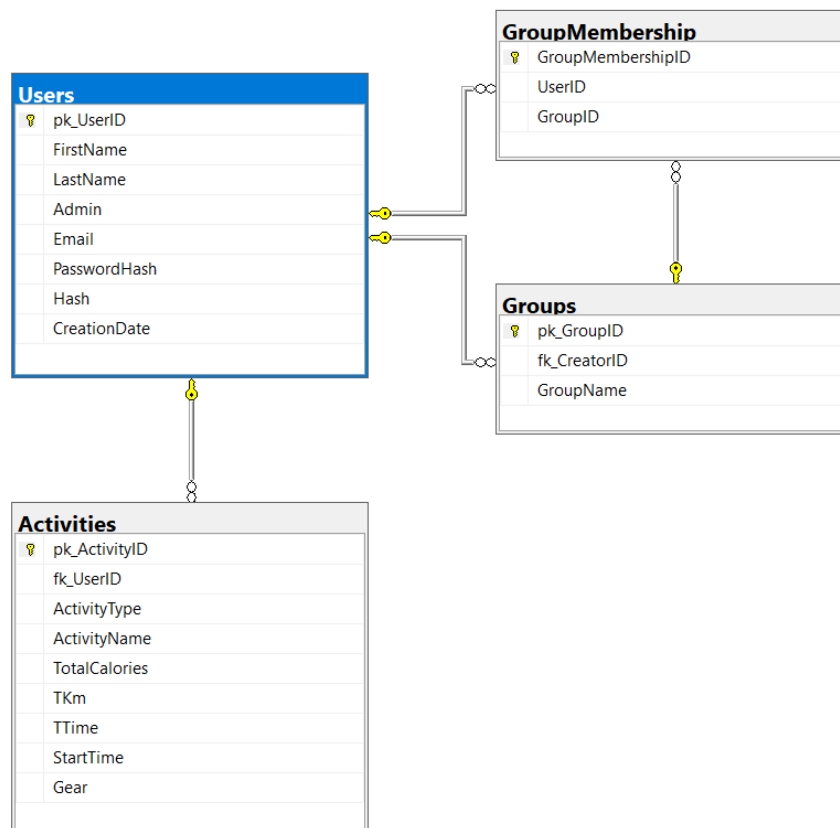 GroupMembership
GroupMembershipID
UserID
GroupID
Users
pk_UserID
FirstName
LastName
Admin
Email
PasswordHash
Hash
CreationDate
Groups
pk_GroupID
fk_CreatorID
GroupName
Activities
pk_ActivityID
fk_UserID
ActivityType
ActivityName
TotalCalories
TKm
TTime
StartTime
Gear